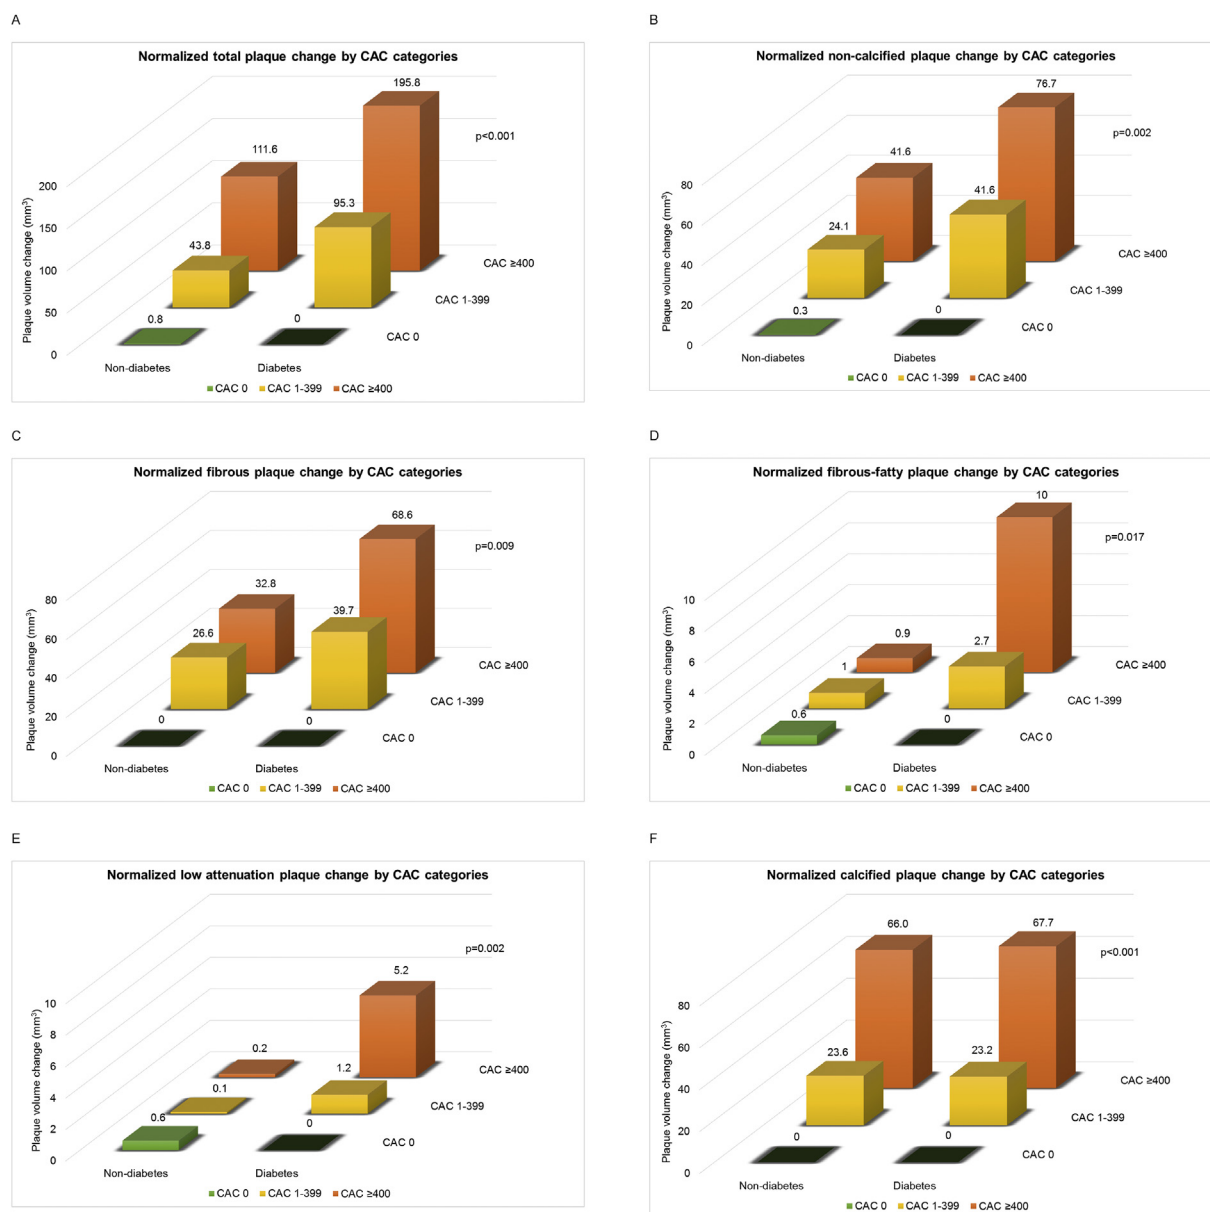 A
Normalized total plaque change by CAC categories
195.8
p<0.001
111.6
200
95.3
150
43.8
100
CAC ≥400
50
CAC 1-399
0.8
0
CAC 0
0
Plaque volume change (mm³)
Non-diabetes
Diabetes
CAC 0 CAC 1-399 CAC ≥400
B
Normalized non-calcified plaque change by CAC categories
76.7
p=0.002
41.6
80
41.6
60
24.1
40
CAC ≥400
20
CAC 1-399
0.3
0
CAC 0
0
Plaque volume change (mm³)
Non-diabetes
Diabetes
CAC 0 CAC 1-399 CAC ≥400
C
Normalized fibrous plaque change by CAC categories
68.6
p=0.009
32.8
80
39.7
60
26.6
40
CAC ≥400
20
CAC 1-399
0
0
CAC 0
0
Plaque volume change (mm³)
Non-diabetes
Diabetes
CAC 0 CAC 1-399 CAC ≥400
D
Normalized fibrous-fatty plaque change by CAC categories
10
p=0.017
10
0.9
8
2.7
6
1
CAC ≥400
4
CAC 1-399
2
0.6
0
CAC 0
0
Plaque volume change (mm³)
Non-diabetes
Diabetes
CAC 0 CAC 1-399 CAC ≥400
E
Normalized low attenuation plaque change by CAC categories
p=0.002
5.2
10
8
0.2
1.2
6
0.1
CAC ≥400
4
CAC 1-399
2
0.6
0
CAC 0
0
Plaque volume change (mm³)
Non-diabetes
Diabetes
CAC 0 CAC 1-399 CAC ≥400
F
Normalized calcified plaque change by CAC categories
66.0
67.7
p<0.001
80
60
23.6
23.2
40
CAC ≥400
20
CAC 1-399
0
0
CAC 0
0
Plaque volume change (mm³)
Non-diabetes
Diabetes
CAC 0 CAC 1-399 CAC ≥400